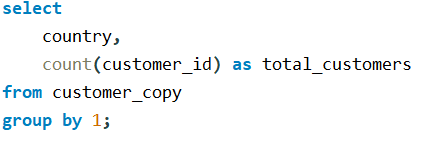 select
country,
count(customer_id) as total_customers
from customer_copy
group by 1;